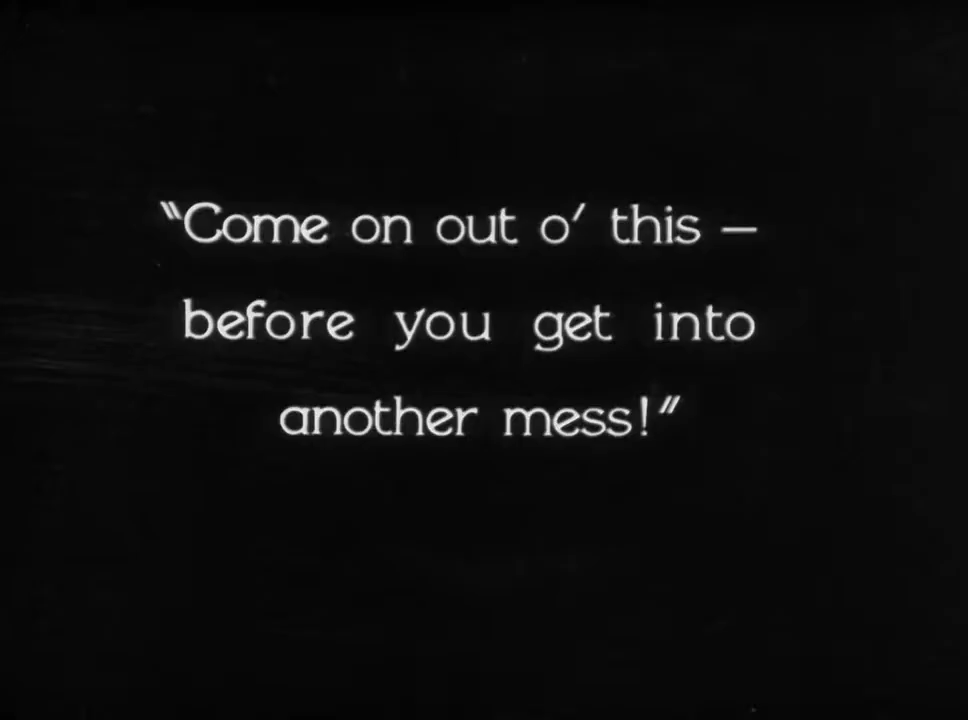 "Come on out o' this —
before you get into
another mess!"